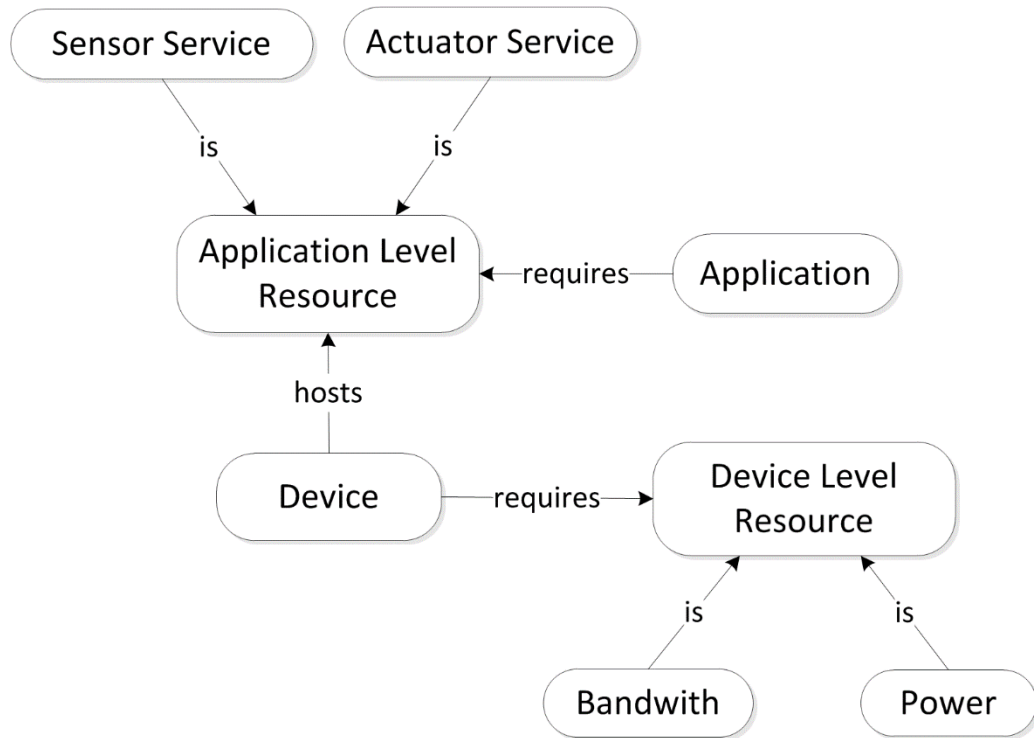 Sensor Service
Actuator Service
is
is
Application Level
Resource
requires
Application
hosts
Device
requires
Device Level
Resource
is
is
Bandwith
Power